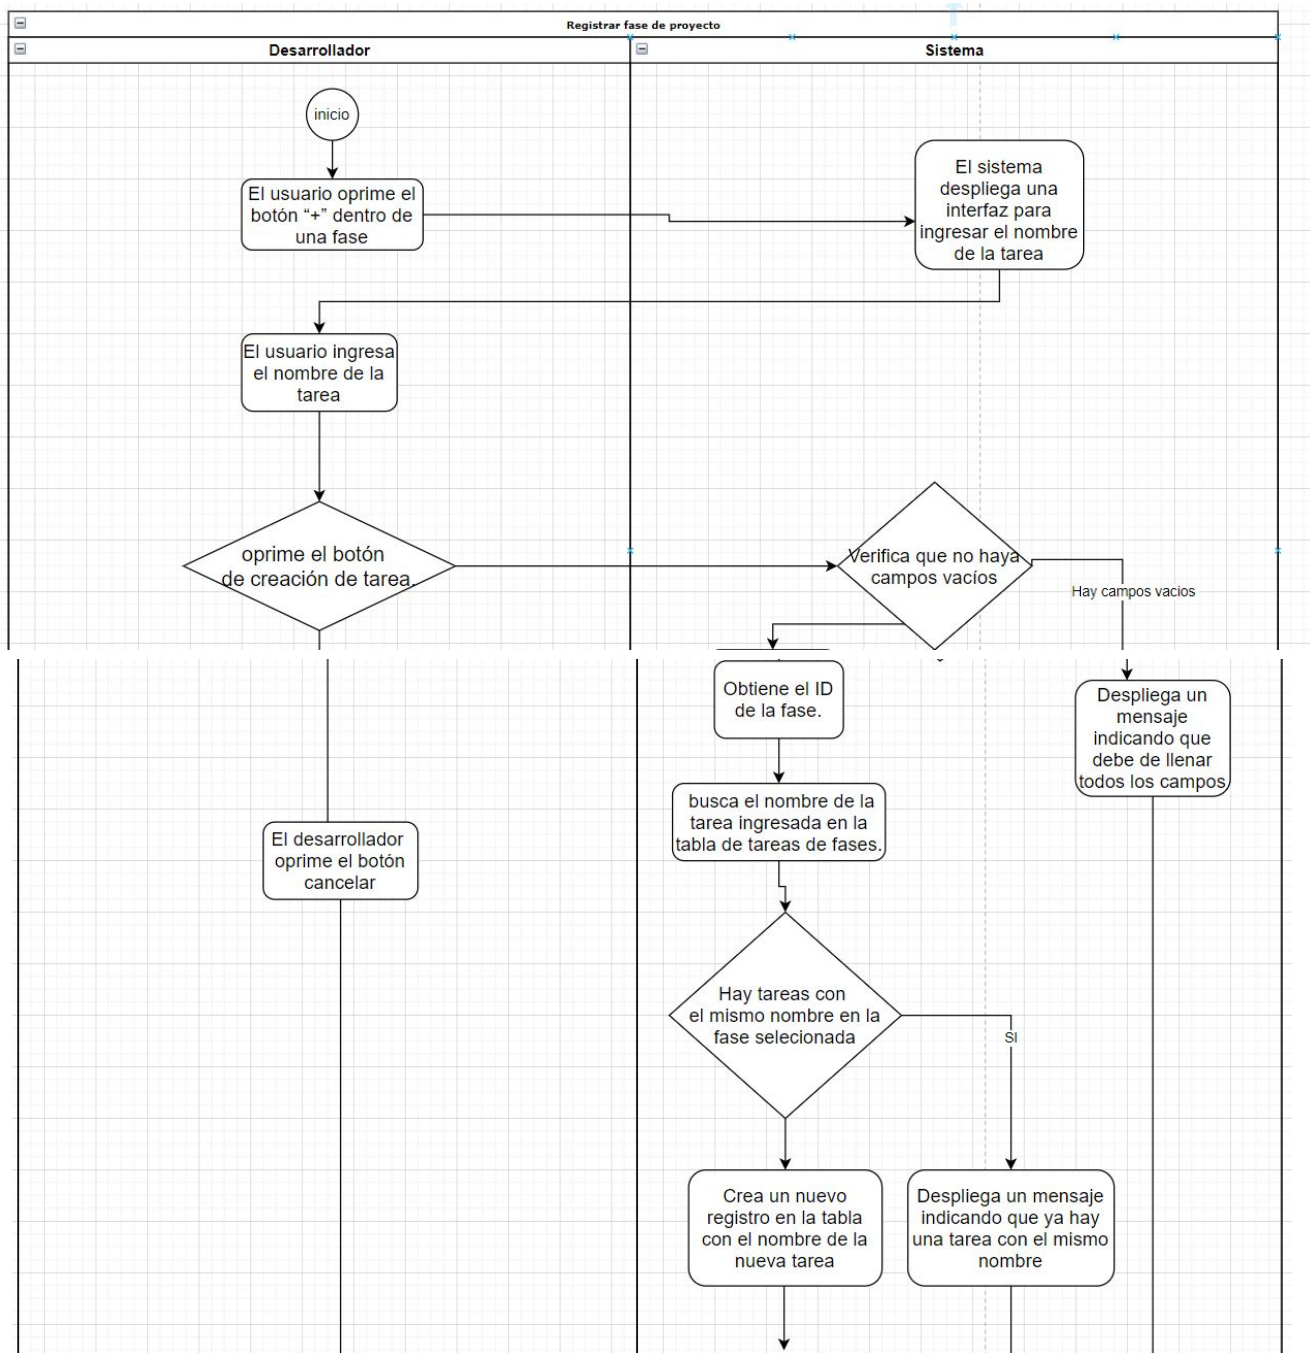 Registrar fase de proyecto
Desarrollador
Sistema
inicio
El usuario oprime el
botón “+” dentro de
una fase
El sistema
despliega una
interfaz para
ingresar el nombre
de la tarea
El usuario ingresa
el nombre de la
tarea
oprime el botón
de creación de tarea.
Verifica que no haya
campos vacíos
Hay campos vacios
Obtiene el ID
de la fase.
Despliega un
mensaje
indicando que
debe de llenar
todos los campos
busca el nombre de la
tarea ingresada en la
tabla de tareas de fases.
El desarrollador
oprime el botón
cancelar
Hay tareas con
el mismo nombre en la
fase selecionada
SI
Crea un nuevo
registro en la tabla
con el nombre de la
nueva tarea
Despliega un mensaje
indicando que ya hay
una tarea con el mismo
nombre